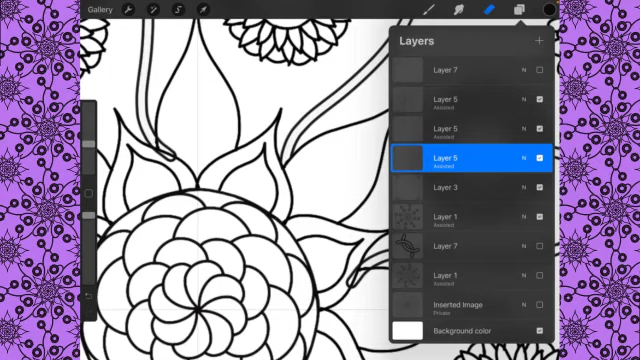 Gallery
Layers
Layer 7 N
Layer 5 N
Assisted
Layer 5 N
Assisted
Layer 5 N
Assisted
Layer 3 N
Layer 1 N
Assisted
Layer 7 N
Layer 1 N
Assisted
Inserted Image N
Private
Background color